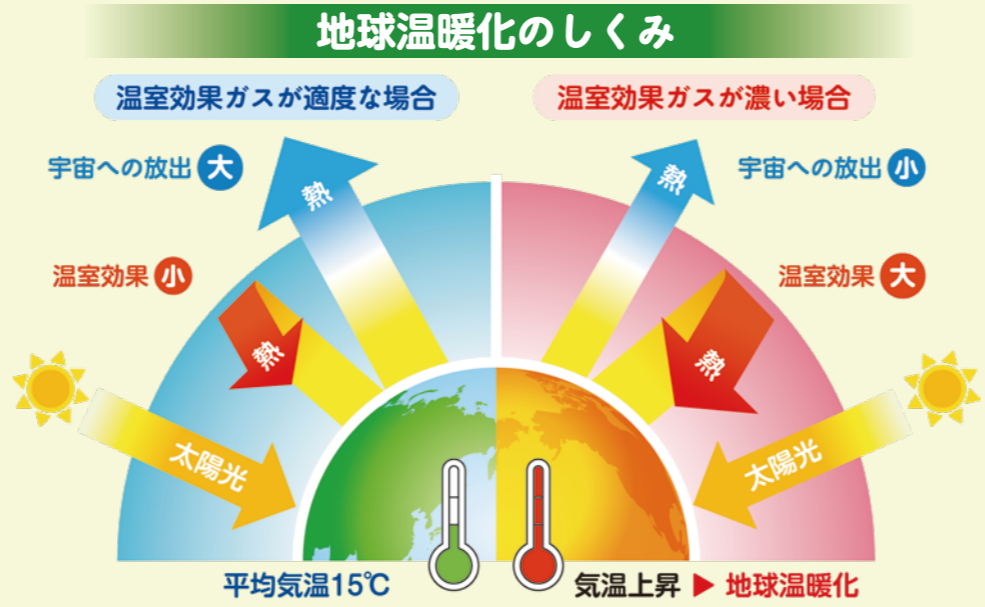 地球温暖化のしくみ
温室効果ガスが適度な場合
宇宙への放出 大
熱
温室効果 小
熱
太陽光
平均気温15℃
温室効果ガスが濃い場合
宇宙への放出 小
熱
温室効果 大
熱
太陽光
気温上昇 ▶ 地球温暖化